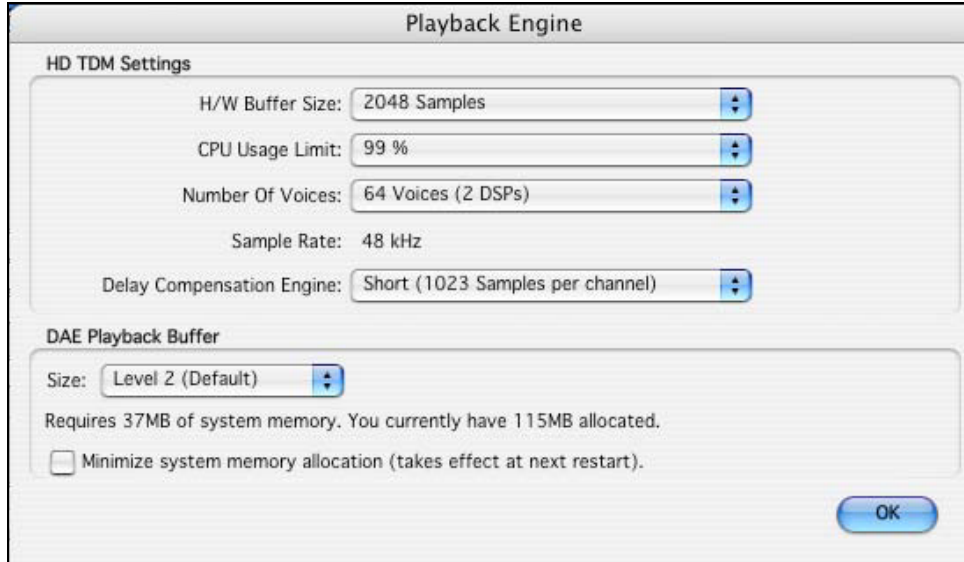 Playback Engine
HD TDM Settings
H/W Buffer Size: 2048 Samples
CPU Usage Limit: 99 %
Number Of Voices: 64 Voices (2 DSPs)
Sample Rate: 48 kHz
Delay Compensation Engine: Short (1023 Samples per channel)
DAE Playback Buffer
Size: Level 2 (Default)
Requires 37MB of system memory. You currently have 115MB allocated.
Minimize system memory allocation (takes effect at next restart).
OK